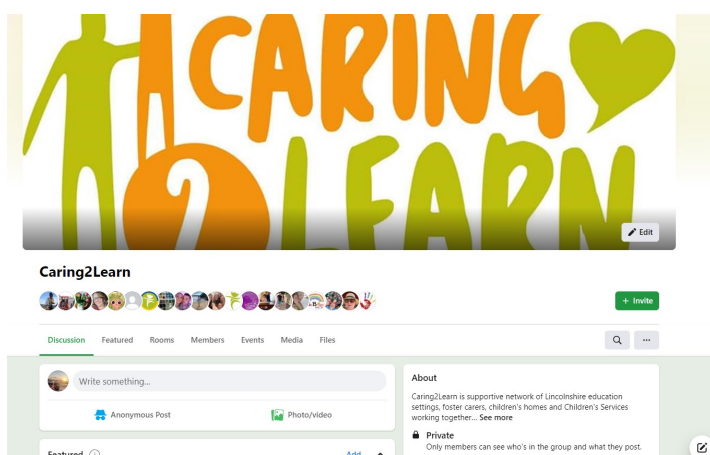 CARING
2 LEARN
Edit
Caring2Learn
+ Invite
Discussion Featured Rooms Members Events Media Files
Write something...
Anonymous Post Photo/video
Featured Add
About
Caring2Learn is supportive network of Lincolnshire education
settings, foster carers, children's homes and Children's Services
working together... See more
Private
Only members can see who's in the group and what they post.